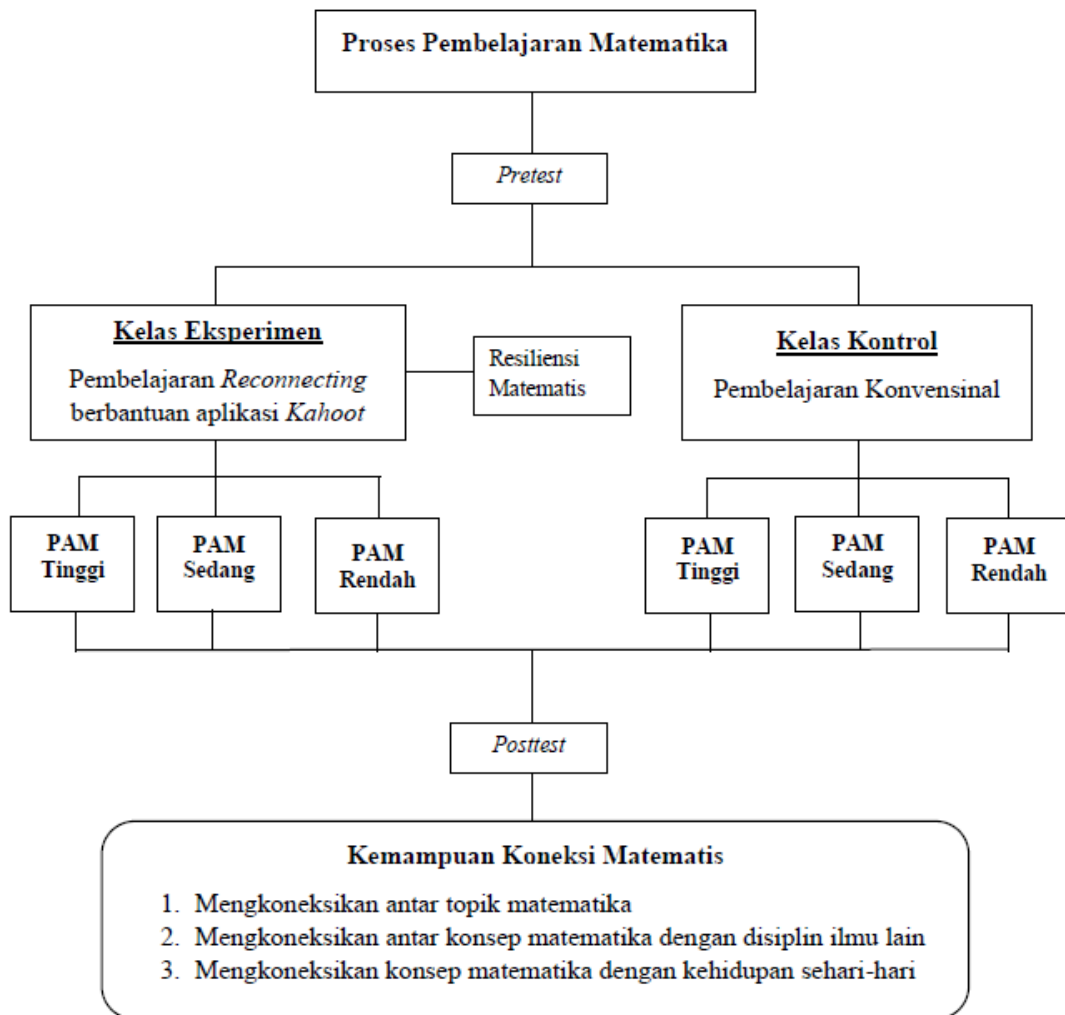 Proses Pembelajaran Matematika
Pretest
Kelas Eksperimen
Pembelajaran Reconnecting
berbantuan aplikasi Kahoot
Resiliensi
Matematis
Kelas Kontrol
Pembelajaran Konvensinal
PAM
Tinggi
PAM
Sedang
PAM
Rendah
PAM
Tinggi
PAM
Sedang
PAM
Rendah
Posttest
Kemampuan Koneksi Matematis
1. Mengkoneksikan antar topik matematika
2. Mengkoneksikan antar konsep matematika dengan disiplin ilmu lain
3. Mengkoneksikan konsep matematika dengan kehidupan sehari-hari